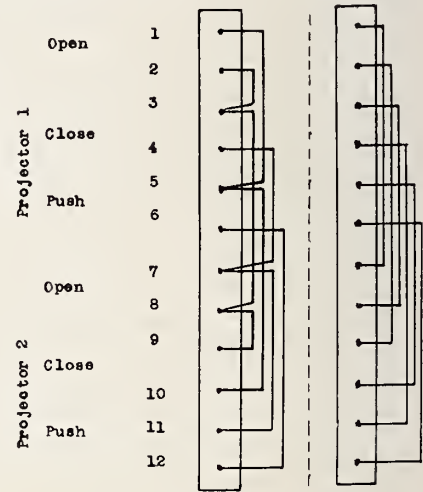 Projector 1
Open
1
2
3
Close
4
5
Push
6
Projector 2
7
Open
8
9
Close
10
11
Push
12